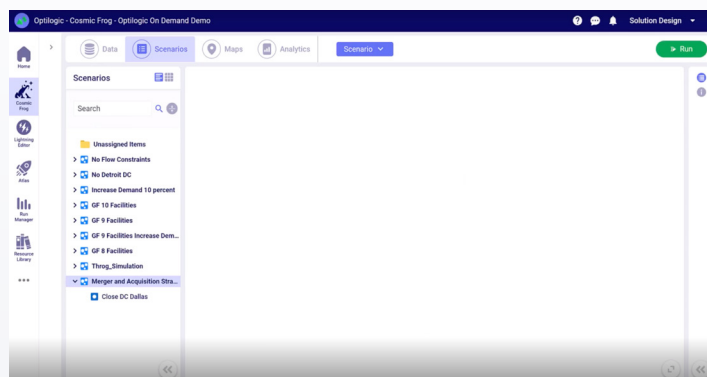 Optilogic - Cosmic Frog - Optilogic On Demand Demo
Solution Design
Home
Cosmic
Frog
Lightning
Editor
Atlas
Run
Manager
Resource
Library
Data
Scenarios
Maps
Analytics
Scenario
Run
Scenarios
Search
Unassigned Items
No Flow Constraints
No Detroit DC
Increase Demand 10 percent
GF 10 Facilities
GF 9 Facilities
GF 9 Facilities Increase Dem...
GF 8 Facilities
Throg_Simulation
Merger and Acquisition Stra...
Close DC Dallas